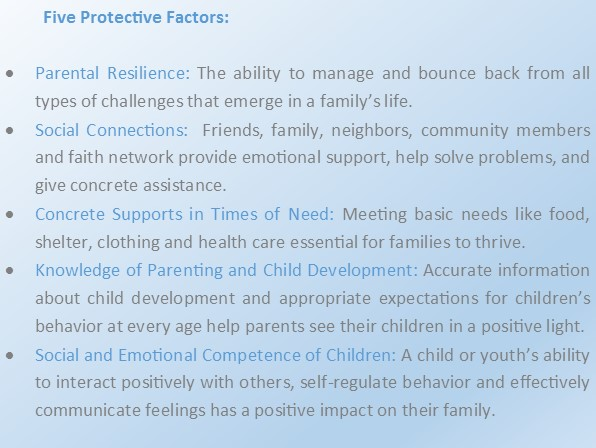 Five Protective Factors:
• Parental Resilience: The ability to manage and bounce back from all
types of challenges that emerge in a family’s life.
• Social Connections:  Friends, family, neighbors, community members
and faith network provide emotional support, help solve problems, and
give concrete assistance.
• Concrete Supports in Times of Need: Meeting basic needs like food,
shelter, clothing and health care essential for families to thrive.
• Knowledge of Parenting and Child Development: Accurate information
about child development and appropriate expectations for children’s
behavior at every age help parents see their children in a positive light.
• Social and Emotional Competence of Children: A child or youth’s ability
to interact positively with others, self-regulate behavior and effectively
communicate feelings has a positive impact on their family.